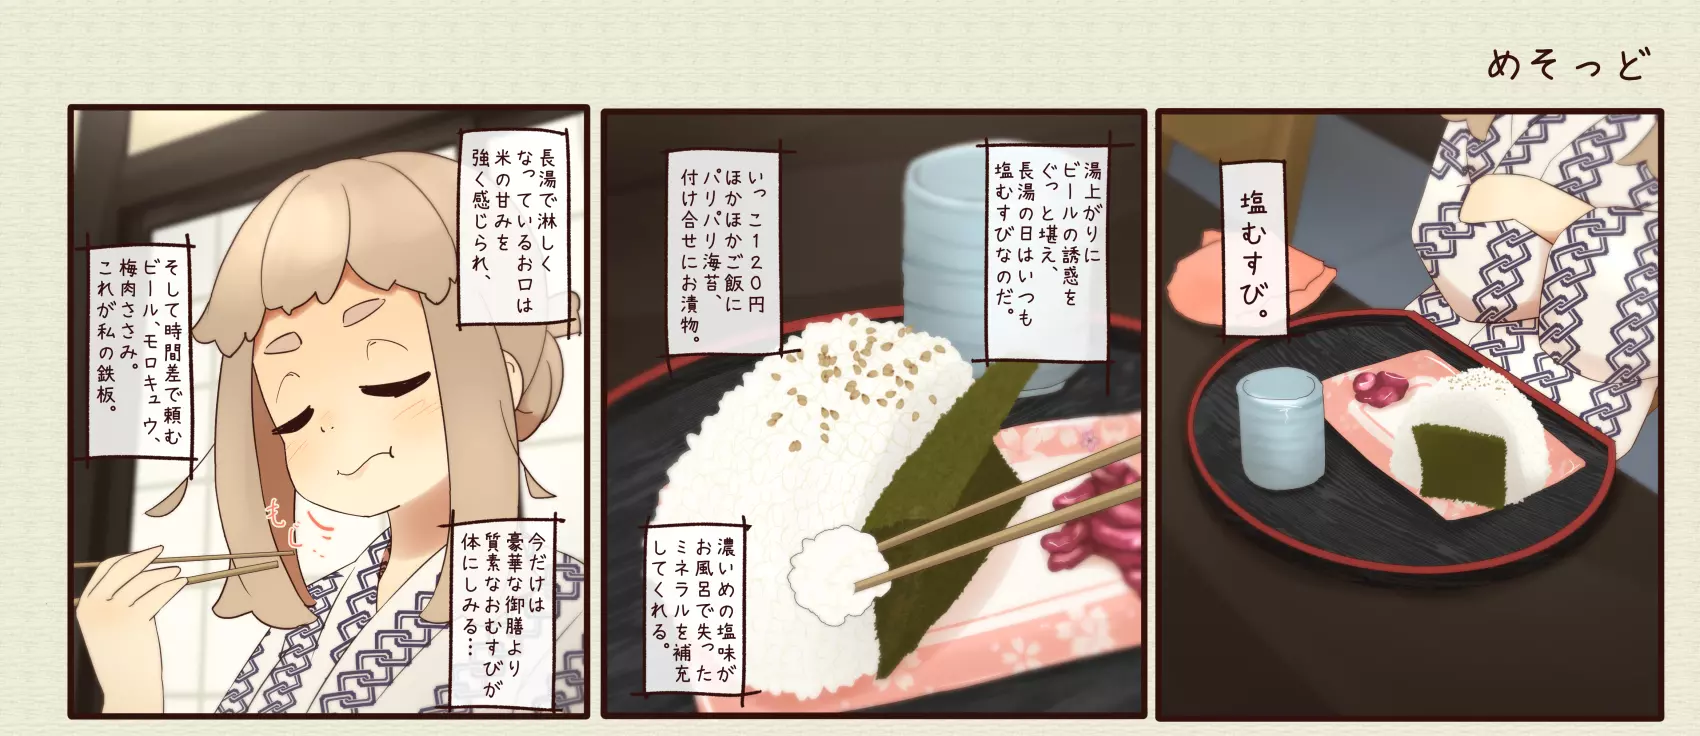 めそっど
塩むすび。
湯上がりに
ビールの誘惑を
ぐっと堪え、
長湯の日はいつも
塩むすびなのだ。
いっこ120円
ほかほかご飯に
パリパリ海苔、
付け合せにお漬物。
濃いめの塩味が
お風呂で失った
ミネラルを補充
してくれる。
長湯で淋しく
なっているお口は
米の甘みを
強く感じられ、
今だけは
豪華な御膳より
質素なおむすびが
体にしみる…
もじ…
そして時間差で頼む
ビール、モロキュウ、
梅肉ささみ。
これが私の鉄板。